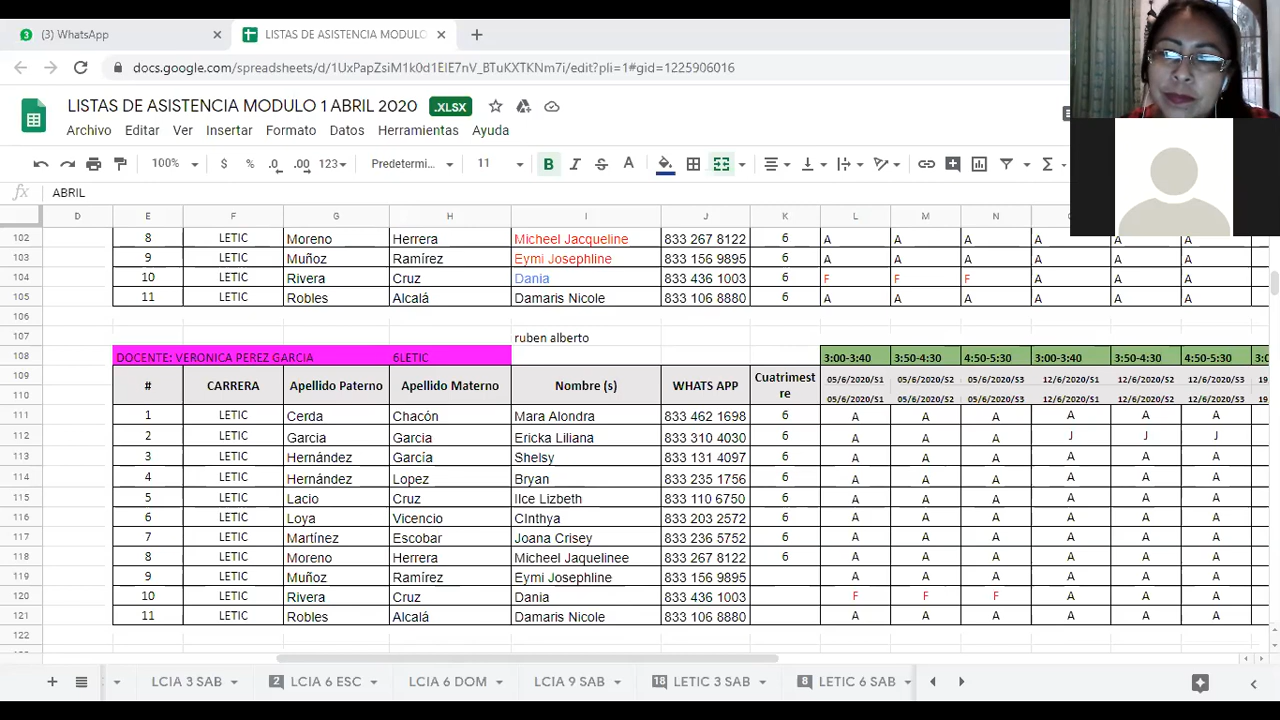 (3) WhatsApp × LISTAS DE ASISTENCIA MODULO × +
docs.google.com/spreadsheets/d/1UxPapZsiM1k0d1EIE7nV_BTuKXTKNm7i/edit?pli=1#gid=1225906016
LISTAS DE ASISTENCIA MODULO 1 ABRIL 2020 .XLSX
Archivo Editar Ver Insertar Formato Datos Herramientas Ayuda
100% $ % .0 .00 123 Predetermi... 11 B I S A Σ
fx ABRIL
D E F G H I J K L M N
102 8 LETIC Moreno Herrera Micheel Jacqueline 833 267 8122 6 A A A A A A
103 9 LETIC Muñoz Ramírez Eymi Josephline 833 156 9895 6 A A A A A A
104 10 LETIC Rivera Cruz Dania 833 436 1003 6 F F F A A A
105 11 LETIC Robles Alcalá Damaris Nicole 833 106 8880 6 A A A A A A
106
107 ruben alberto
108 DOCENTE: VERONICA PEREZ GARCIA 6LETIC 3:00-3:40 3:50-4:30 4:50-5:30 3:00-3:40 3:50-4:30 4:50-5:30 3:0
109 # CARRERA Apellido Paterno Apellido Materno Nombre (s) WHATS APP Cuatrimestre 05/6/2020/S1 05/6/2020/S2 05/6/2020/S3 12/6/2020/S1 12/6/2020/S2 12/6/2020/S3 19
110 05/6/2020/S1 05/6/2020/S2 05/6/2020/S3 12/6/2020/S1 12/6/2020/S2 12/6/2020/S3 19
111 1 LETIC Cerda Chacón Mara Alondra 833 462 1698 6 A A A A A A
112 2 LETIC Garcia Garcia Ericka Liliana 833 310 4030 6 A A A J J J
113 3 LETIC Hernández García Shelsy 833 131 4097 6 A A A A A A
114 4 LETIC Hernández Lopez Bryan 833 235 1756 6 A A A A A A
115 5 LETIC Lacio Cruz Ilce Lizbeth 833 110 6750 6 A A A A A A
116 6 LETIC Loya Vicencio CInthya 833 203 2572 6 A A A A A A
117 7 LETIC Martínez Escobar Joana Crisey 833 236 5752 6 A A A A A A
118 8 LETIC Moreno Herrera Micheel Jaquelinee 833 267 8122 6 A A A A A A
119 9 LETIC Muñoz Ramírez Eymi Josephline 833 156 9895 A A A A A A
120 10 LETIC Rivera Cruz Dania 833 436 1003 F F F A A A
121 11 LETIC Robles Alcalá Damaris Nicole 833 106 8880 A A A A A A
122
LCIA 3 SAB 2 LCIA 6 ESC LCIA 6 DOM LCIA 9 SAB 18 LETIC 3 SAB 8 LETIC 6 SAB